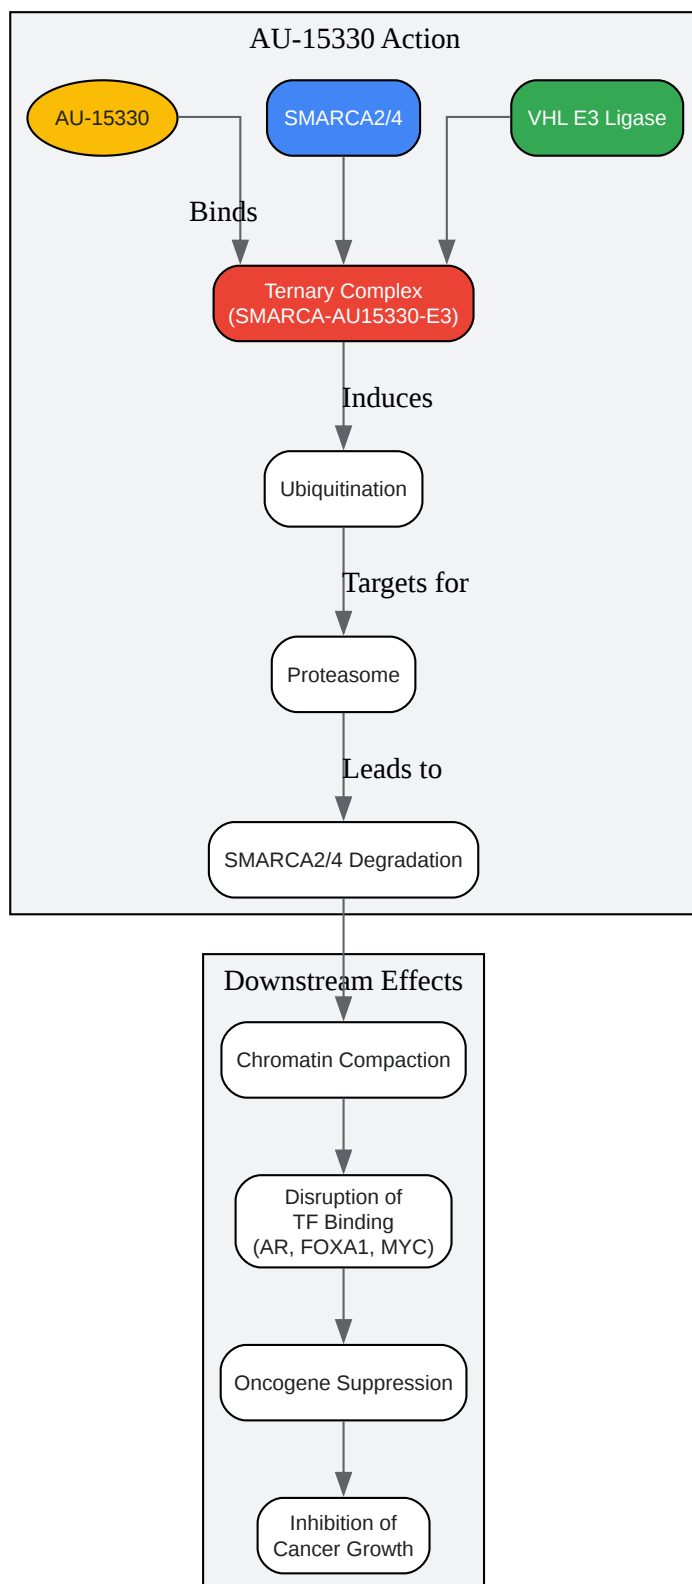 AU-15330 Action
AU-15330
SMARCA2/4
VHL E3 Ligase
Binds
Ternary Complex
(SMARCA-AU15330-E3)
Induces
Ubiquitination
Targets for
Proteasome
Leads to
SMARCA2/4 Degradation
Downstream Effects
Chromatin Compaction
Disruption of
TF Binding
(AR, FOXA1, MYC)
Oncogene Suppression
Inhibition of
Cancer Growth